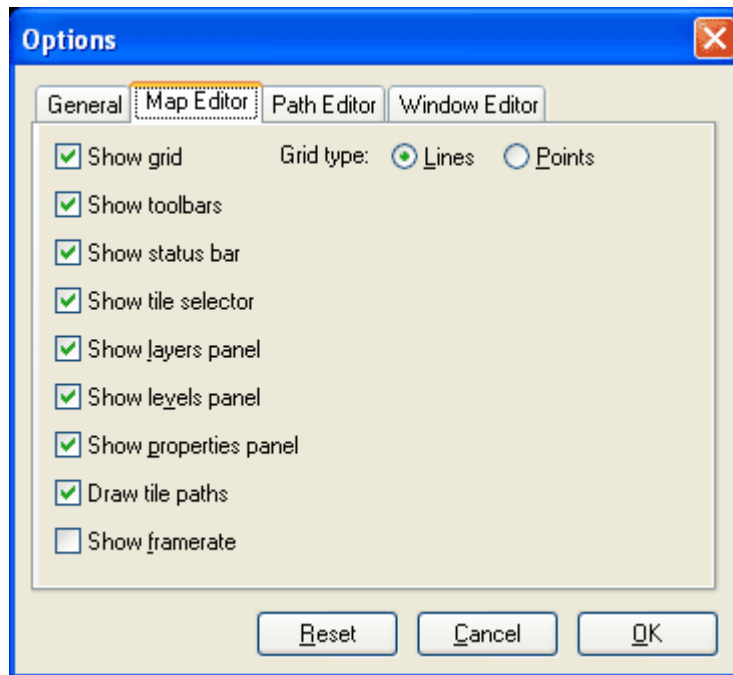 Options
General Map Editor Path Editor Window Editor
Show grid Grid type: Lines Points
Show toolbars
Show status bar
Show tile selector
Show layers panel
Show levels panel
Show properties panel
Draw tile paths
Show framerate
Reset Cancel OK